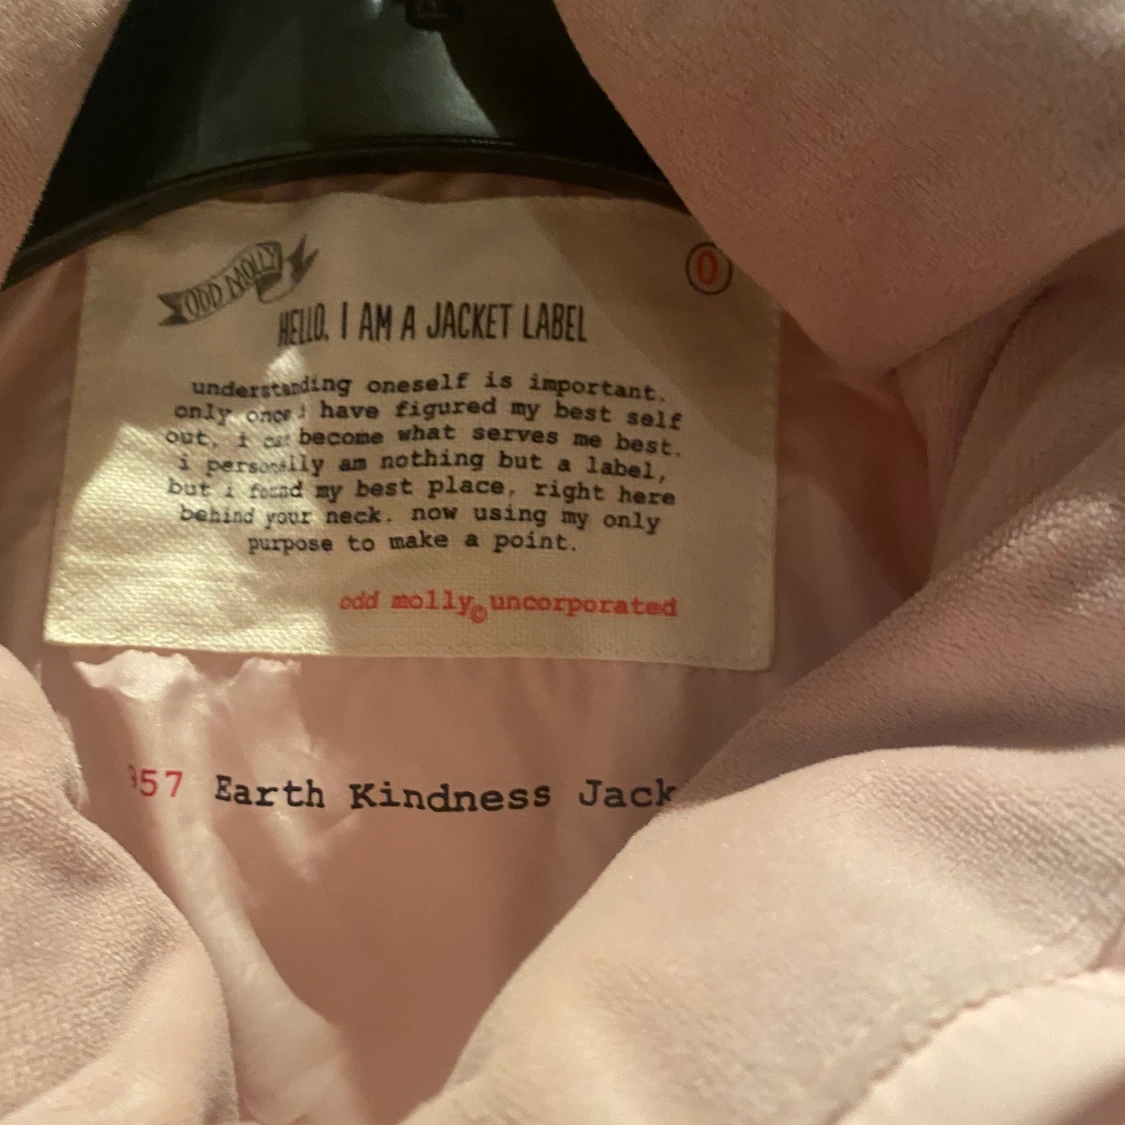 ODD MOLLY
0
HELLO, I AM A JACKET LABEL
understanding oneself is important.
only once i have figured my best self
out, i can become what serves me best.
i personally am nothing but a label,
but i found my best place, right here
behind your neck. now using my only
purpose to make a point.
odd molly© uncorporated
957 Earth Kindness Jack